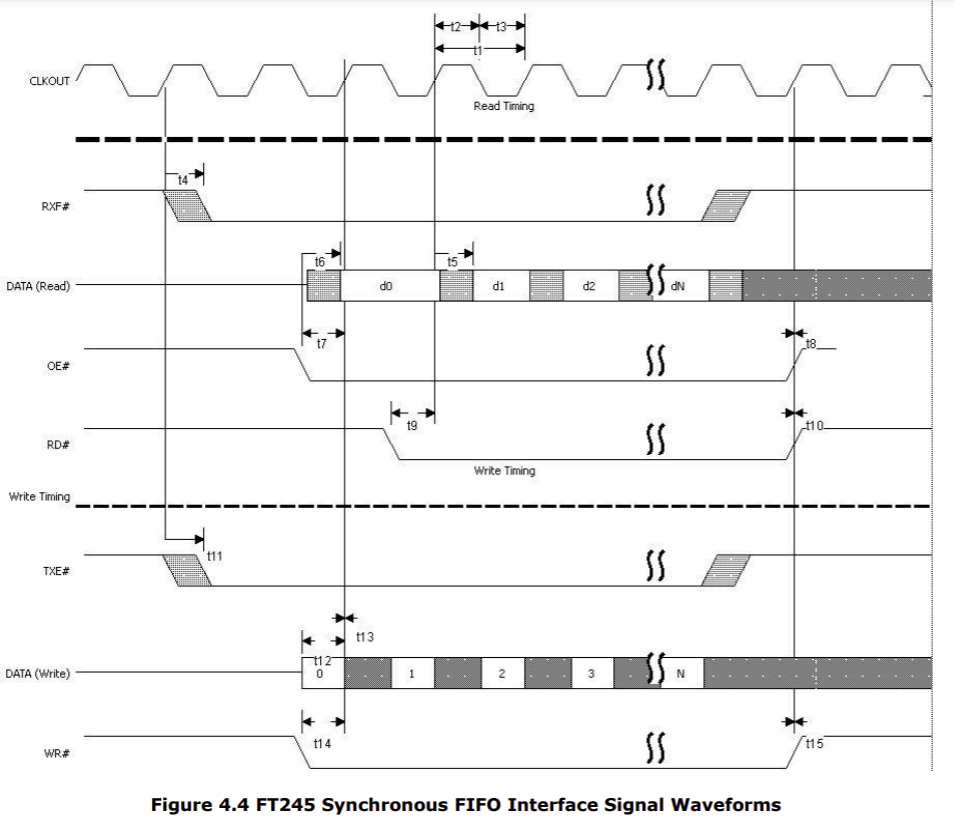 t2 t3
t1
CLKOUT
Read Timing
t4
RXF#
t6 t5
DATA (Read) d0 d1 d2 dN
t7 t8
OE#
t9 t10
RD#
Write Timing
Write Timing
t11
TXE#
t13
t12
DATA (Write) 0 1 2 3 N
t14 t15
WR#
Figure 4.4 FT245 Synchronous FIFO Interface Signal Waveforms